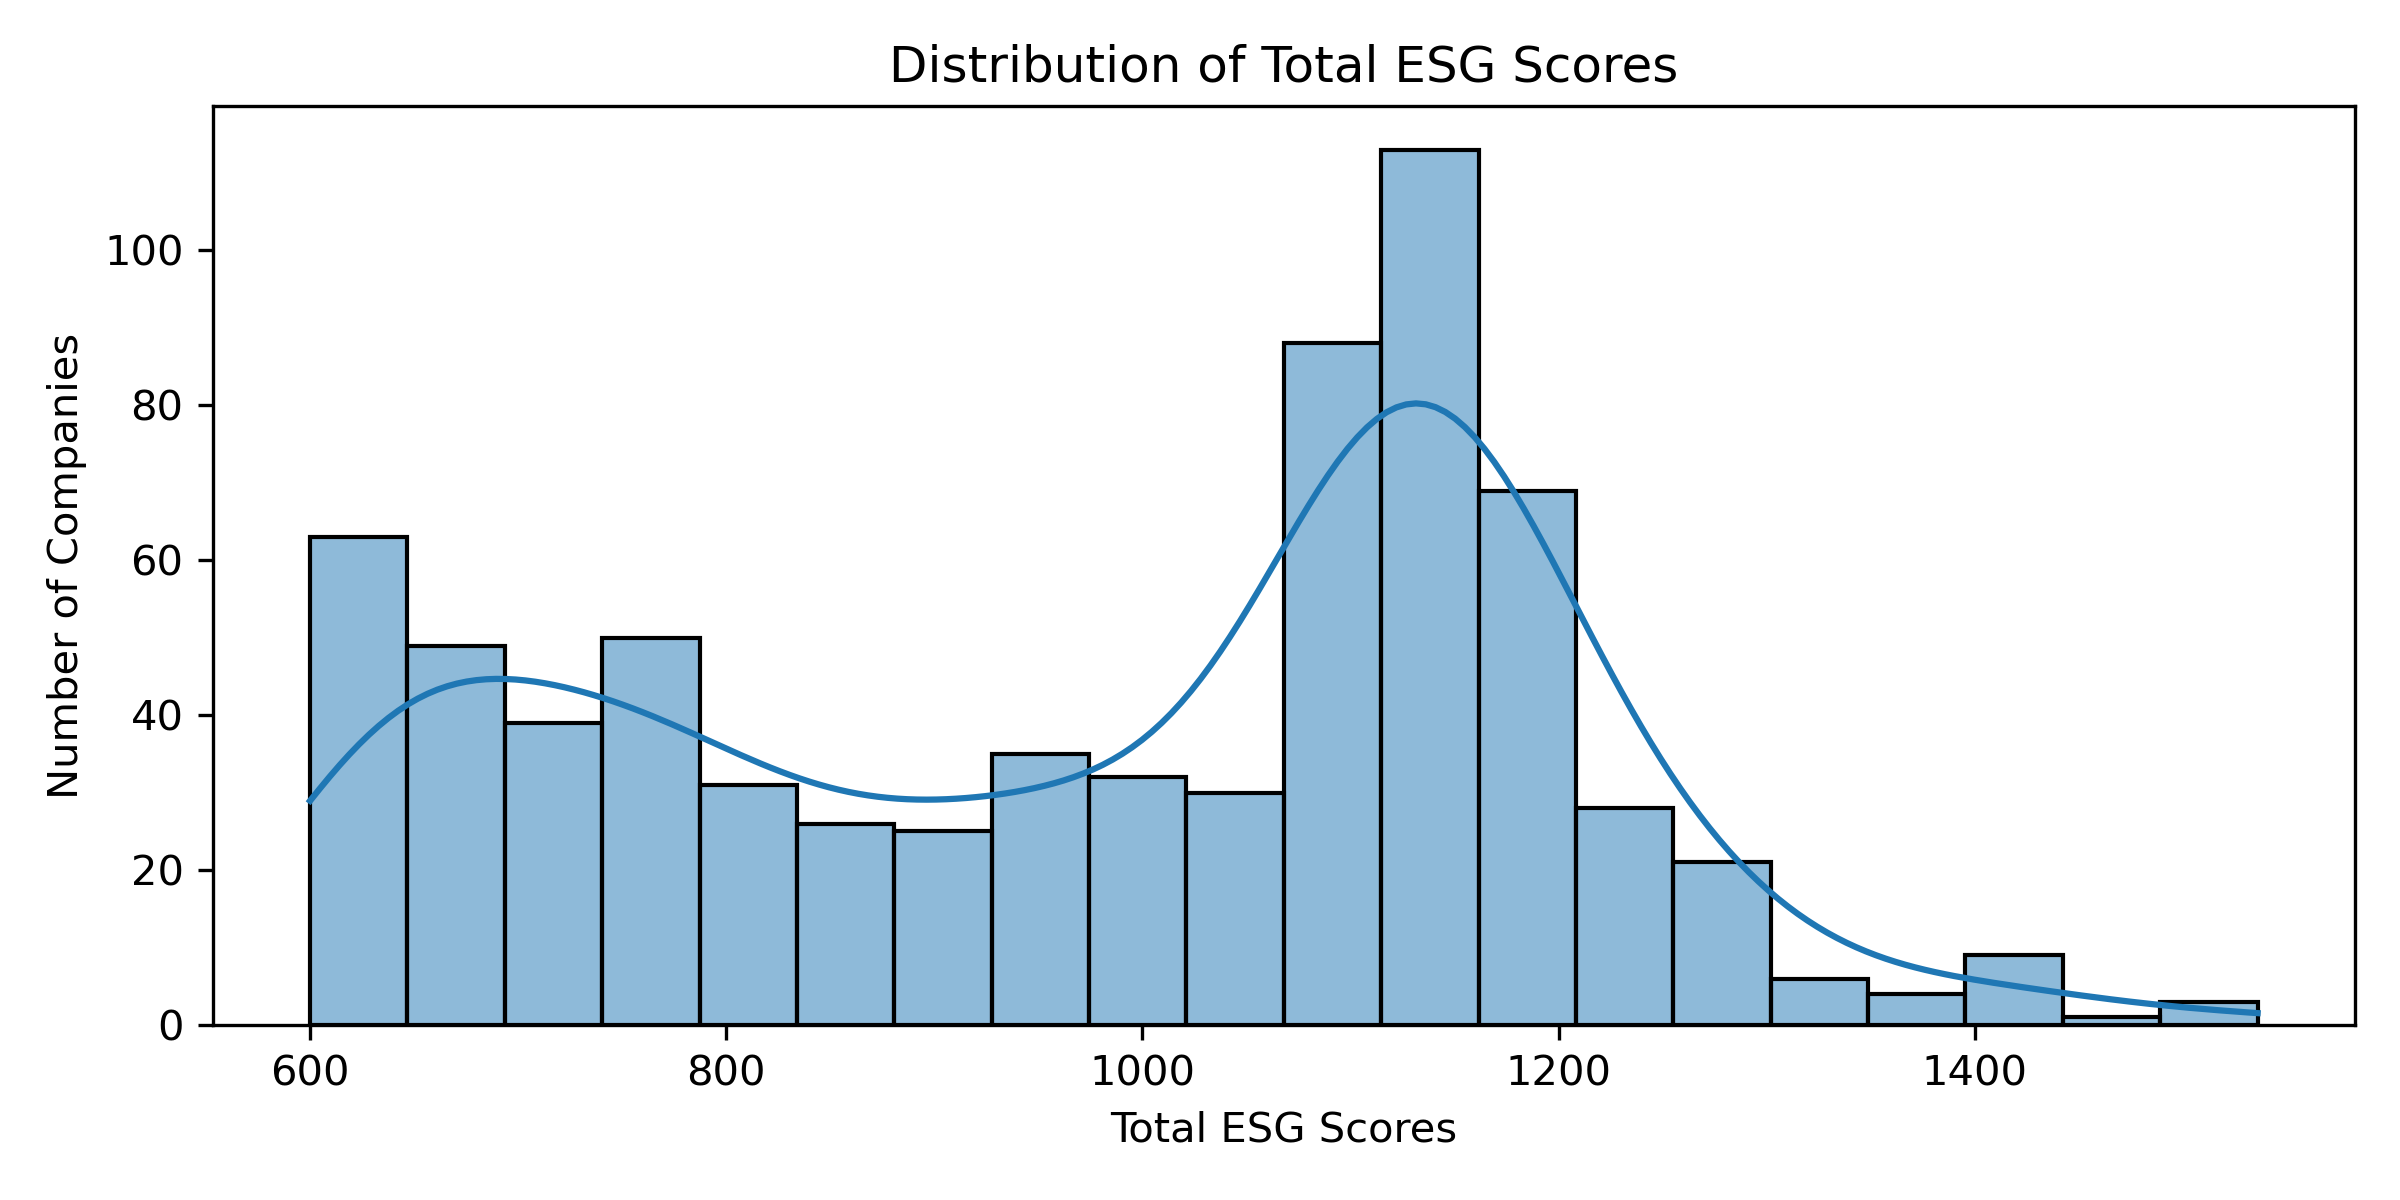 Distribution of Total ESG Scores
Number of Companies
100
80
60
40
20
0
600 800 1000 1200 1400
Total ESG Scores